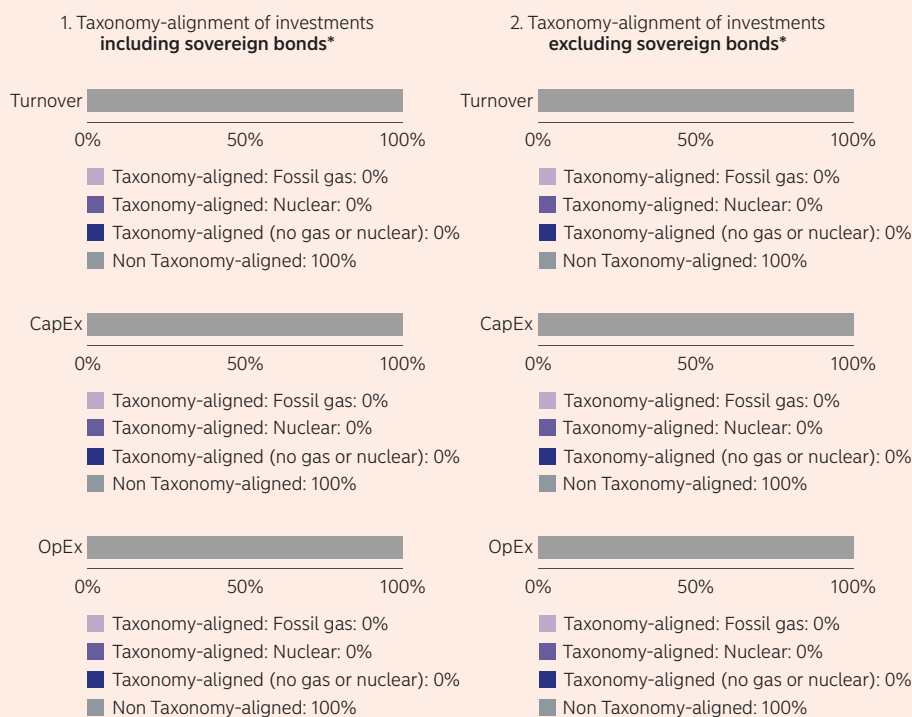 1. Taxonomy-alignment of investments
including sovereign bonds*
Turnover
0% 50% 100%
Taxonomy-aligned: Fossil gas: 0%
Taxonomy-aligned: Nuclear: 0%
Taxonomy-aligned (no gas or nuclear): 0%
Non Taxonomy-aligned: 100%
CapEx
0% 50% 100%
Taxonomy-aligned: Fossil gas: 0%
Taxonomy-aligned: Nuclear: 0%
Taxonomy-aligned (no gas or nuclear): 0%
Non Taxonomy-aligned: 100%
OpEx
0% 50% 100%
Taxonomy-aligned: Fossil gas: 0%
Taxonomy-aligned: Nuclear: 0%
Taxonomy-aligned (no gas or nuclear): 0%
Non Taxonomy-aligned: 100%
2. Taxonomy-alignment of investments
excluding sovereign bonds*
Turnover
0% 50% 100%
Taxonomy-aligned: Fossil gas: 0%
Taxonomy-aligned: Nuclear: 0%
Taxonomy-aligned (no gas or nuclear): 0%
Non Taxonomy-aligned: 100%
CapEx
0% 50% 100%
Taxonomy-aligned: Fossil gas: 0%
Taxonomy-aligned: Nuclear: 0%
Taxonomy-aligned (no gas or nuclear): 0%
Non Taxonomy-aligned: 100%
OpEx
0% 50% 100%
Taxonomy-aligned: Fossil gas: 0%
Taxonomy-aligned: Nuclear: 0%
Taxonomy-aligned (no gas or nuclear): 0%
Non Taxonomy-aligned: 100%